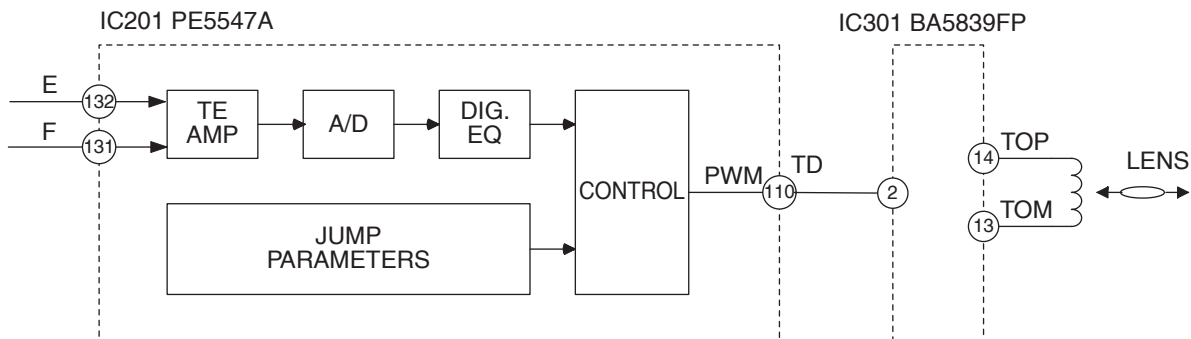 IC201 PE5547A
IC301 BA5839FP
E
132
F
131
TE
AMP
A/D
DIG.
EQ
CONTROL
PWM
110
TD
2
14
TOP
13
TOM
LENS
JUMP
PARAMETERS